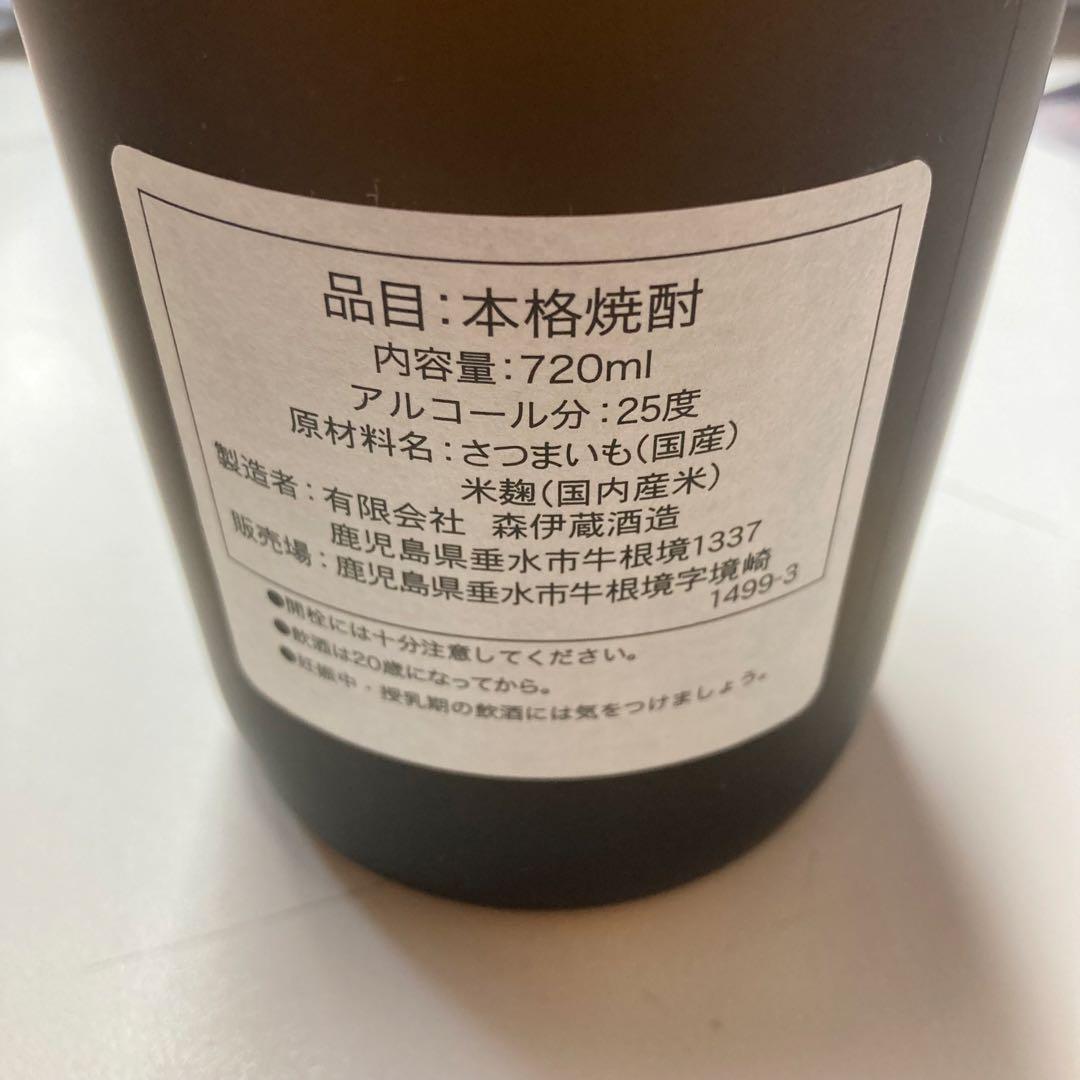 品目:本格焼酎
内容量:720ml
アルコール分:25度
原材料名:さつまいも(国産)
米麹(国内産米)
製造者:有限会社 森伊蔵酒造
鹿児島県垂水市牛根境1337
販売場:鹿児島県垂水市牛根境字境崎
1499-3
●開栓には十分注意してください。
●飲酒は20歳になってから。
●妊娠中・授乳期の飲酒には気をつけましょう。